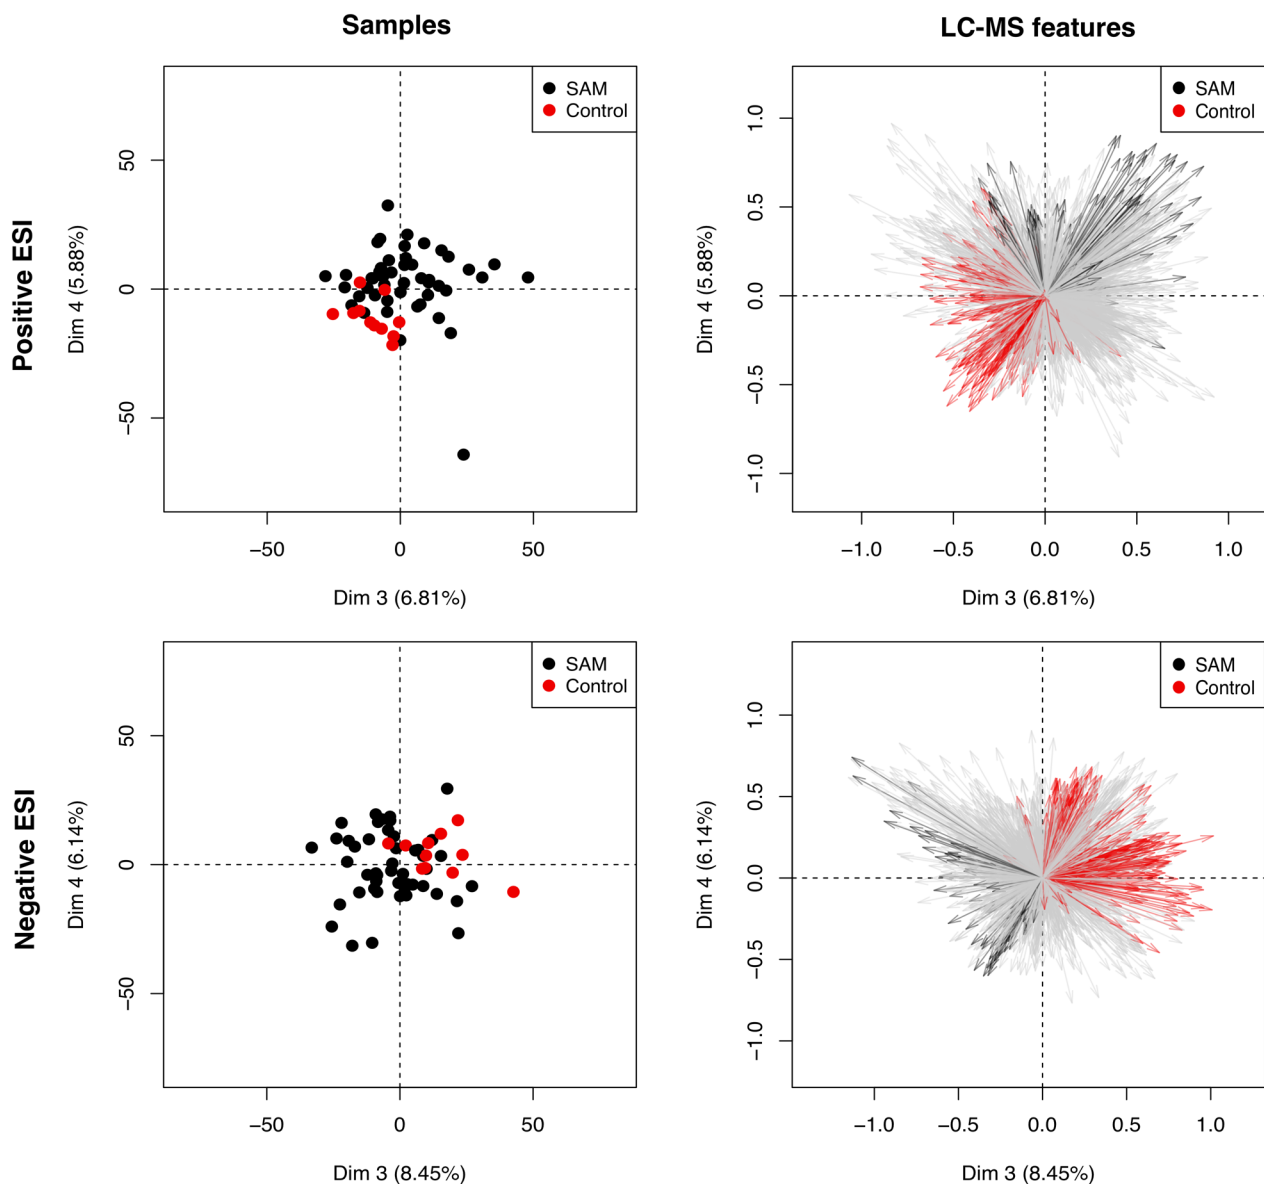 Samples
LC-MS features
Positive ESI
SAM
Control
Dim 4 (5.88%)
50
0
−50
−50
0
50
Dim 3 (6.81%)
SAM
Control
Dim 4 (5.88%)
1.0
0.5
0.0
−0.5
−1.0
−1.0
−0.5
0.0
0.5
1.0
Dim 3 (6.81%)
Negative ESI
SAM
Control
Dim 4 (6.14%)
50
0
−50
−50
0
50
Dim 3 (8.45%)
SAM
Control
Dim 4 (6.14%)
1.0
0.5
0.0
−0.5
−1.0
−1.0
−0.5
0.0
0.5
1.0
Dim 3 (8.45%)